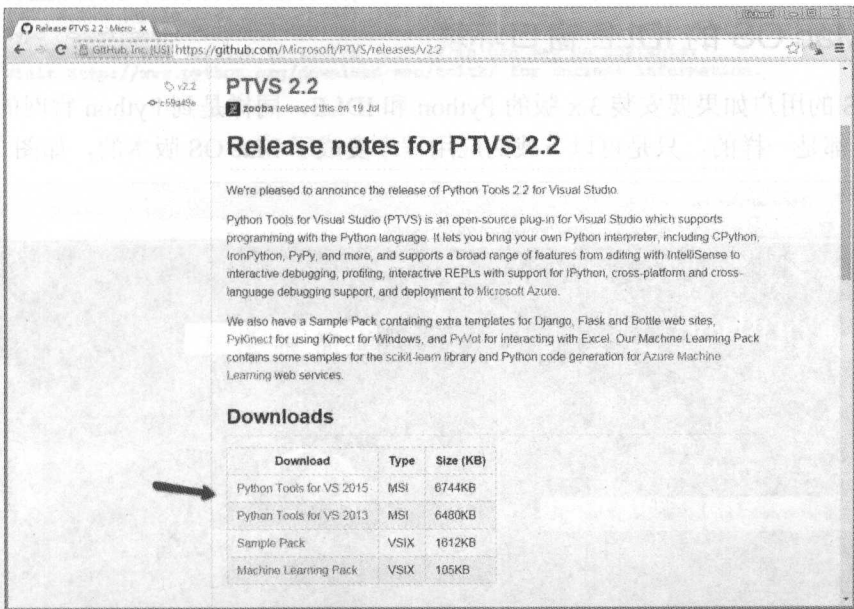 Release PTVS 2.2 · Micro
GitHub, Inc. [US] https://github.com/Microsoft/PTVS/releases/v2.2
v2.2
c69a49a
PTVS 2.2
zooba released this on 19 Jul
Release notes for PTVS 2.2
We're pleased to announce the release of Python Tools 2.2 for Visual Studio.
Python Tools for Visual Studio (PTVS) is an open-source plug-in for Visual Studio which supports
programming with the Python language. It lets you bring your own Python interpreter, including CPython,
IronPython, PyPy, and more, and supports a broad range of features from editing with IntelliSense to
interactive debugging, profiling, interactive REPLs with support for IPython, cross-platform and cross-
language debugging support, and deployment to Microsoft Azure.
We also have a Sample Pack containing extra templates for Django, Flask and Bottle web sites,
PyKinect for using Kinect for Windows, and PyVot for interacting with Excel. Our Machine Learning Pack
contains some samples for the scikit-learn library and Python code generation for Azure Machine
Learning web services.
Downloads
Download Type Size (KB)
Python Tools for VS 2015 MSI 6744KB
Python Tools for VS 2013 MSI 6480KB
Sample Pack VSIX 1612KB
Machine Learning Pack VSIX 105KB